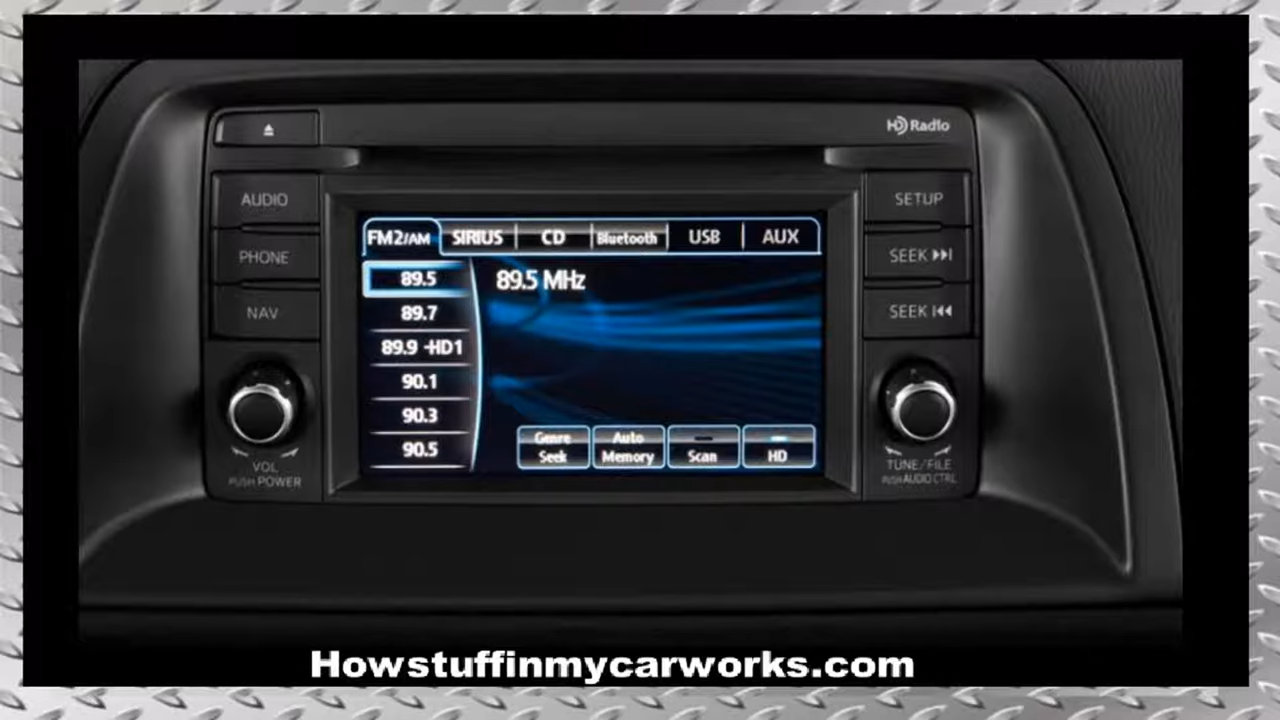 HD Radio
AUDIO
PHONE
NAV
VOL
PUSH POWER
SETUP
SEEK
SEEK
TUNE/FILE
PUSH AUDIO CTRL
FM2/AM SIRIUS CD Bluetooth USB AUX
89.5
89.7
89.9 -HD1
90.1
90.3
90.5
89.5 MHz
Genre
Seek
Auto
Memory
Scan
HD
Howstuffinmycarworks.com